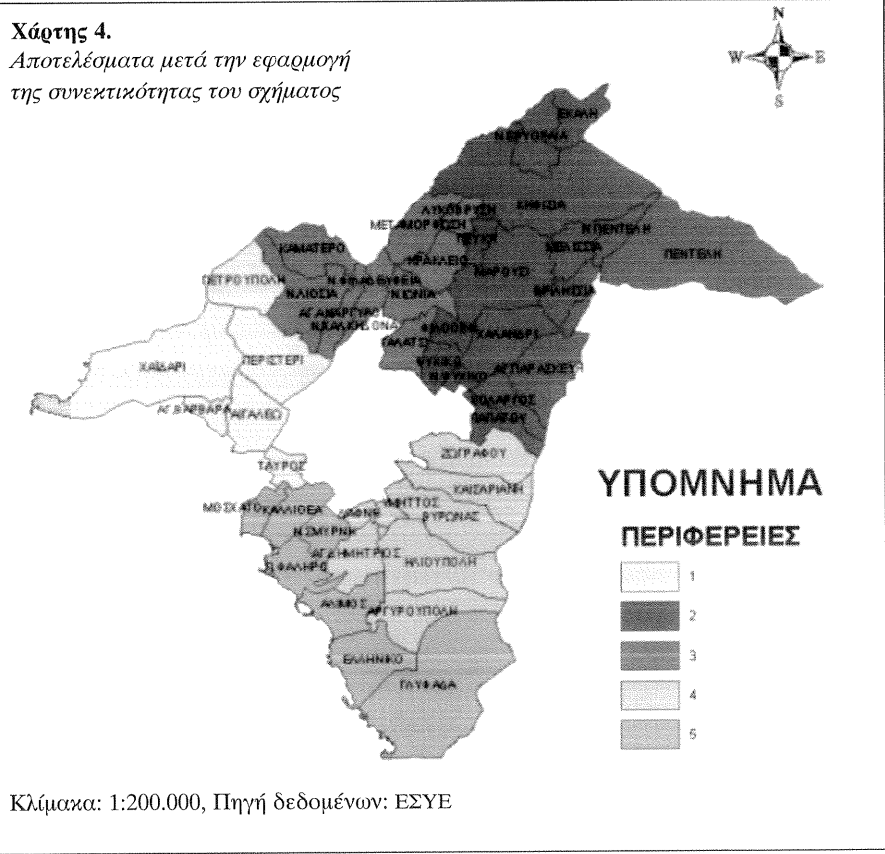 Χάρτης 4.
Αποτελέσματα μετά την εφαρμογή
της συνεκτικότητας του σχήματος
N
W E
S
ΕΚΑΛΗ
Ν.ΕΡΥΘΡΑΙΑ
ΛΥΚΟΒΡΥΣΗ
ΚΗΦΙΣΙΑ
ΜΕΤΑΜΟΡΦΩΣΗ
ΠΕΥΚΗ
Ν.ΠΕΝΤΕΛΗ
ΚΑΜΑΤΕΡΟ
ΜΕΛΙΣΣΙΑ
ΠΕΝΤΕΛΗ
ΗΡΑΚΛΕΙΟ
ΜΑΡΟΥΣΙ
ΠΕΤΡΟΥΠΟΛΗ
Ν.ΦΙΛΑΔΕΛΦΕΙΑ
Ν.ΛΙΟΣΙΑ
Ν.ΙΩΝΙΑ
ΒΡΙΛΗΣΣΙΑ
ΑΓ.ΑΝΑΡΓΥΡΟΙ
Ν.ΧΑΛΚΗΔΟΝΑ
ΦΙΛΟΘΕΗ
ΧΑΛΑΝΔΡΙ
ΓΑΛΑΤΣΙ
ΠΕΡΙΣΤΕΡΙ
ΧΑΪΔΑΡΙ
ΨΥΧΙΚΟ
Ν.ΨΥΧΙΚΟ
ΑΓ.ΠΑΡΑΣΚΕΥΗ
ΧΟΛΑΡΓΟΣ
ΠΑΠΑΓΟΥ
ΑΓ.ΒΑΡΒΑΡΑ
ΑΙΓΑΛΕΩ
ΖΩΓΡΑΦΟΥ
ΤΑΥΡΟΣ
ΚΑΙΣΑΡΙΑΝΗ
ΜΟΣΧΑΤΟ
ΚΑΛΛΙΘΕΑ
ΔΑΦΝΗ
ΥΜΗΤΤΟΣ
ΒΥΡΩΝΑΣ
Ν.ΣΜΥΡΝΗ
ΑΓ.ΔΗΜΗΤΡΙΟΣ
ΗΛΙΟΥΠΟΛΗ
Π.ΦΑΛΗΡΟ
ΑΛΙΜΟΣ
ΑΡΓΥΡΟΥΠΟΛΗ
ΕΛΛΗΝΙΚΟ
ΓΛΥΦΑΔΑ
ΥΠΟΜΝΗΜΑ
ΠΕΡΙΦΕΡΕΙΕΣ
1
2
3
4
5
Κλίμακα: 1:200.000, Πηγή δεδομένων: ΕΣΥΕ